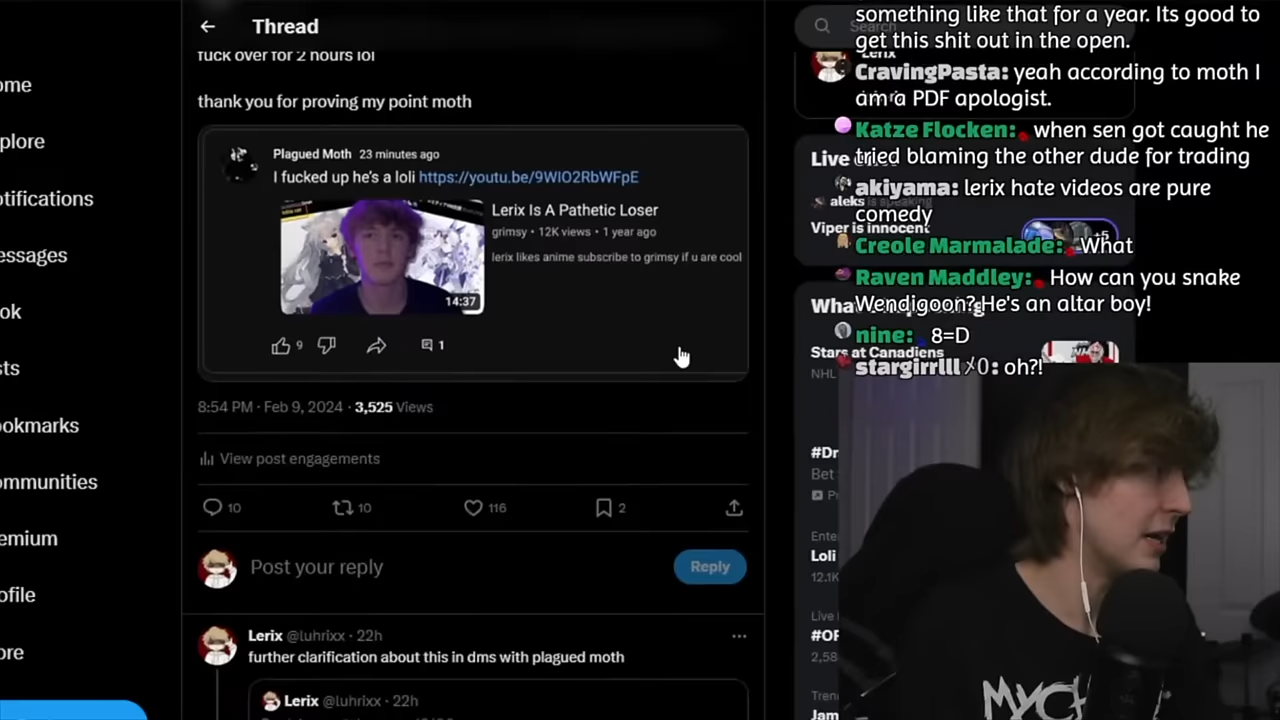 Thread
fuck over for 2 hours lol
thank you for proving my point moth
Plagued Moth 23 minutes ago
I fucked up he's a loli https://youtu.be/9WIO2RbWFpE
Lerix Is A Pathetic Loser
grimsy • 12K views • 1 year ago
lerix likes anime subscribe to grimsy if u are cool
14:37
9
1
8:54 PM · Feb 9, 2024 · 3,525 Views
View post engagements
10
10
116
2
Post your reply
Reply
Lerix @luhrixx · 22h
further clarification about this in dms with plagued moth
Lerix @luhrixx · 22h
ome
plore
otifications
essages
ok
sts
ookmarks
ommunities
emium
ofile
ore
Search
Lerix
Live
aleks is speaking
Viper is innocent
+5
What
Stars at Canadiens
NHL
#Dr
Bet
Ente
Loli
12.1K
Live
#OF
2,58
Tren
Jam
something like that for a year. Its good to
get this shit out in the open.
CravingPasta: yeah according to moth I
am a PDF apologist.
Katze Flocken: when sen got caught he
tried blaming the other dude for trading
akiyama: lerix hate videos are pure
comedy
Creole Marmalade: What
Raven Maddley: How can you snake
Wendigoon? He's an altar boy!
nine: 8=D
stargirrlll メ0: oh?!
MYCH